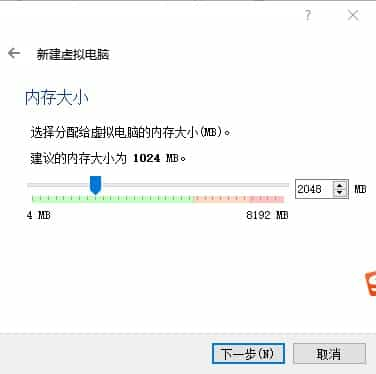 ?
新建虚拟电脑
内存大小
选择分配给虚拟电脑的内存大小(MB)。
建议的内存大小为 1024 MB。
2048 MB
4 MB 8192 MB
下一步(N) 取消